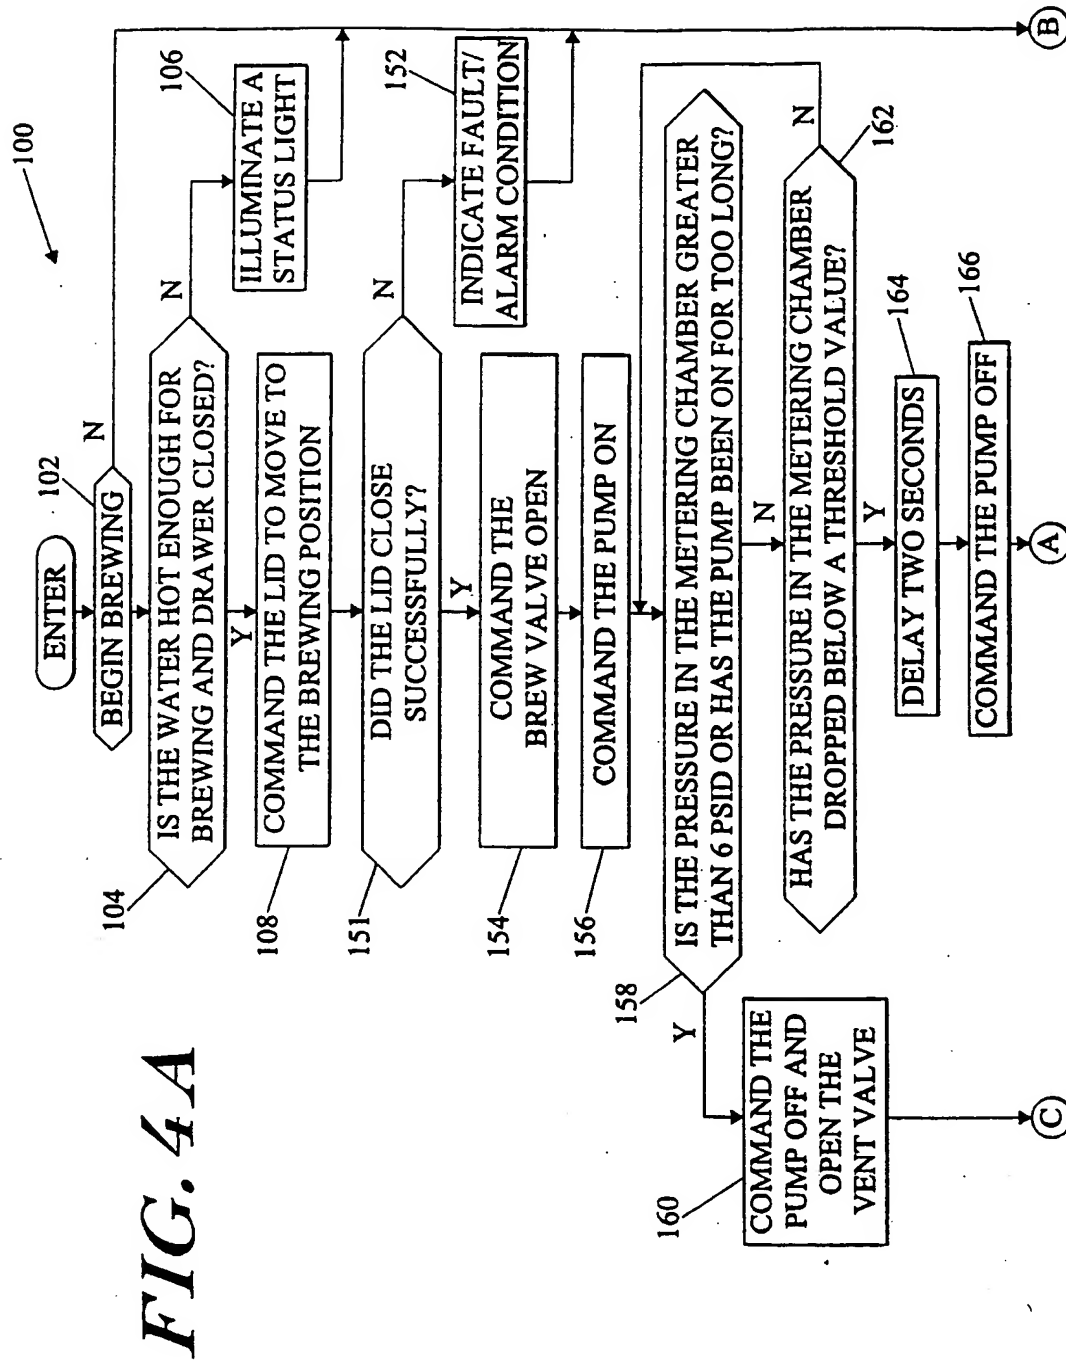 FIG. 4A
100
ENTER
102
BEGIN BREWING
N
104
IS THE WATER HOT ENOUGH FOR
BREWING AND DRAWER CLOSED?
N
Y
106
ILLUMINATE A
STATUS LIGHT
108
COMMAND THE LID TO MOVE TO
THE BREWING POSITION
151
DID THE LID CLOSE
SUCCESSFULLY?
N
Y
152
INDICATE FAULT/
ALARM CONDITION
154
COMMAND THE
BREW VALVE OPEN
156
COMMAND THE PUMP ON
158
IS THE PRESSURE IN THE METERING CHAMBER GREATER
THAN 6 PSID OR HAS THE PUMP BEEN ON FOR TOO LONG?
Y
N
160
COMMAND THE
PUMP OFF AND
OPEN THE
VENT VALVE
162
HAS THE PRESSURE IN THE METERING CHAMBER
DROPPED BELOW A THRESHOLD VALUE?
N
Y
164
DELAY TWO SECONDS
166
COMMAND THE PUMP OFF
C
A
B